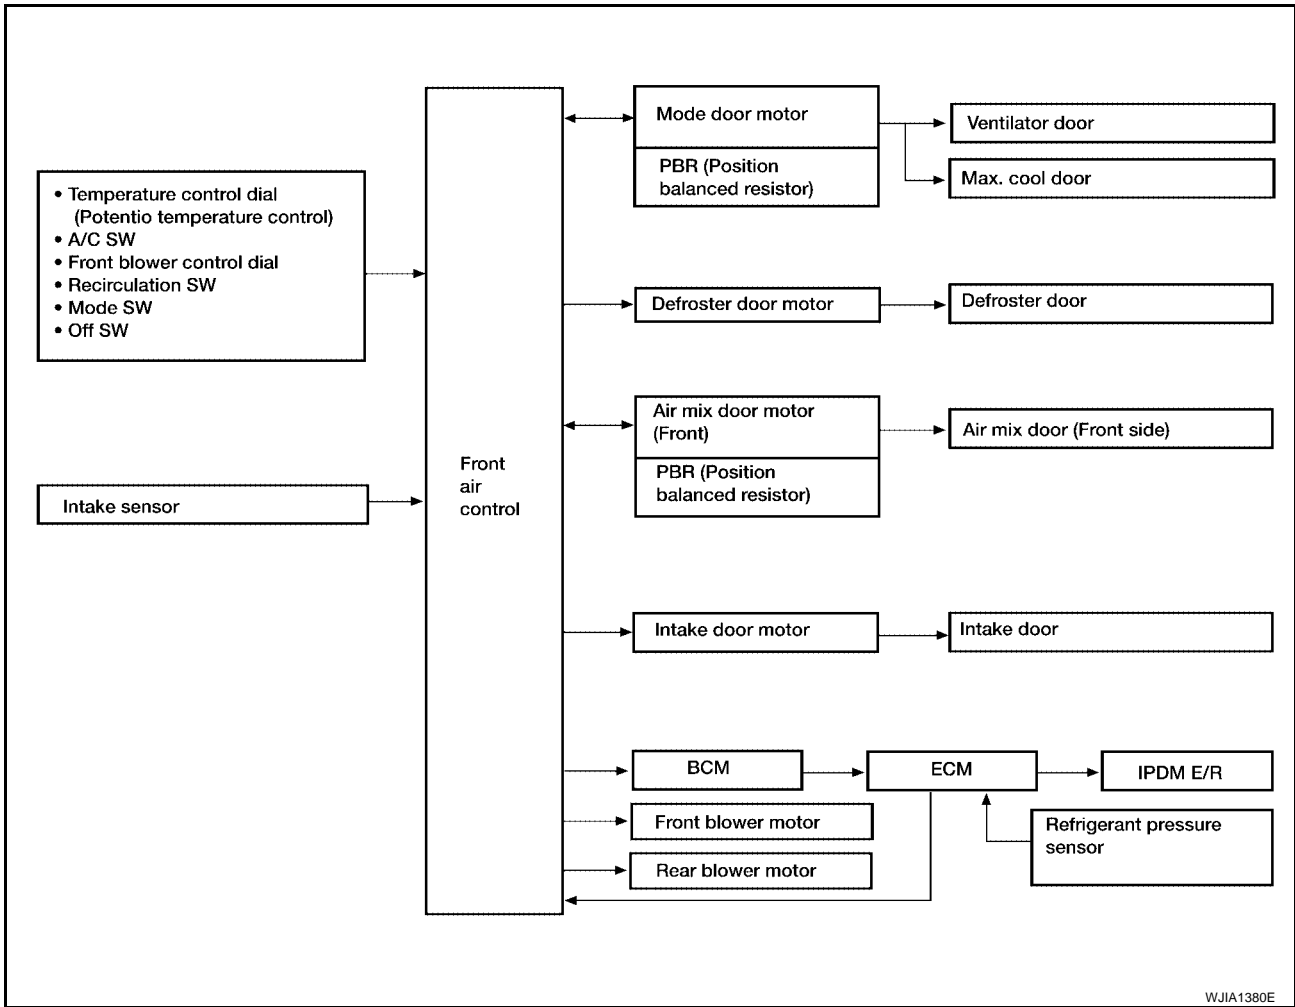 • Temperature control dial
(Potentio temperature control)
• A/C SW
• Front blower control dial
• Recirculation SW
• Mode SW
• Off SW
Intake sensor
Front
air
control
Mode door motor
PBR (Position
balanced resistor)
Ventilator door
Max. cool door
Defroster door motor
Defroster door
Air mix door motor
(Front)
PBR (Position
balanced resistor)
Air mix door (Front side)
Intake door motor
Intake door
BCM
ECM
IPDM E/R
Front blower motor
Refrigerant pressure
sensor
Rear blower motor
WJIA1380E